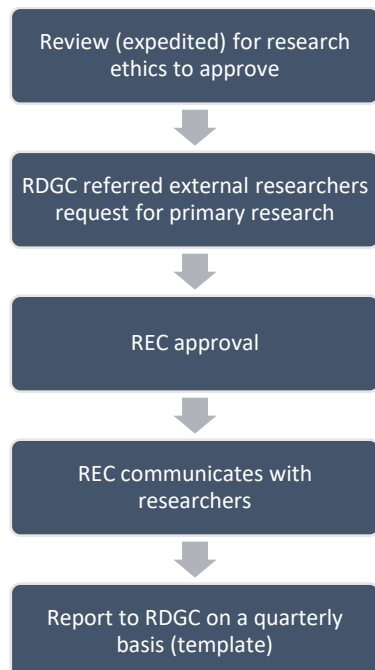 Review (expedited) for research
ethics to approve
RDGC referred external researchers
request for primary research
REC approval
REC communicates with
researchers
Report to RDGC on a quarterly
basis (template)